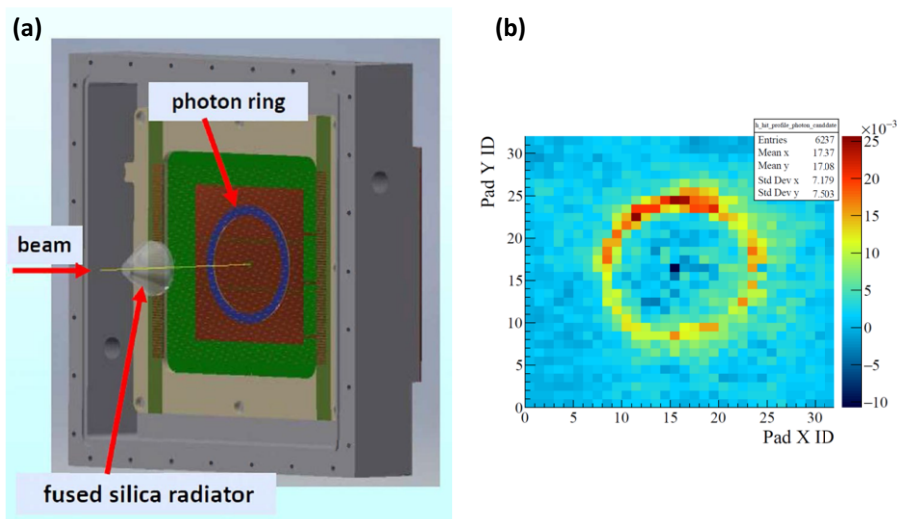 (a)
photon ring
beam
fused silica radiator
(b)
h_hit_profile_photon_candidate
Entries 6237
Mean x 17.37
Mean y 17.08
Std Dev x 7.179
Std Dev y 7.503
×10⁻³
Pad Y ID
30
25
20
15
10
5
0
0 5 10 15 20 25 30
Pad X ID
25
20
15
10
5
0
−5
−10